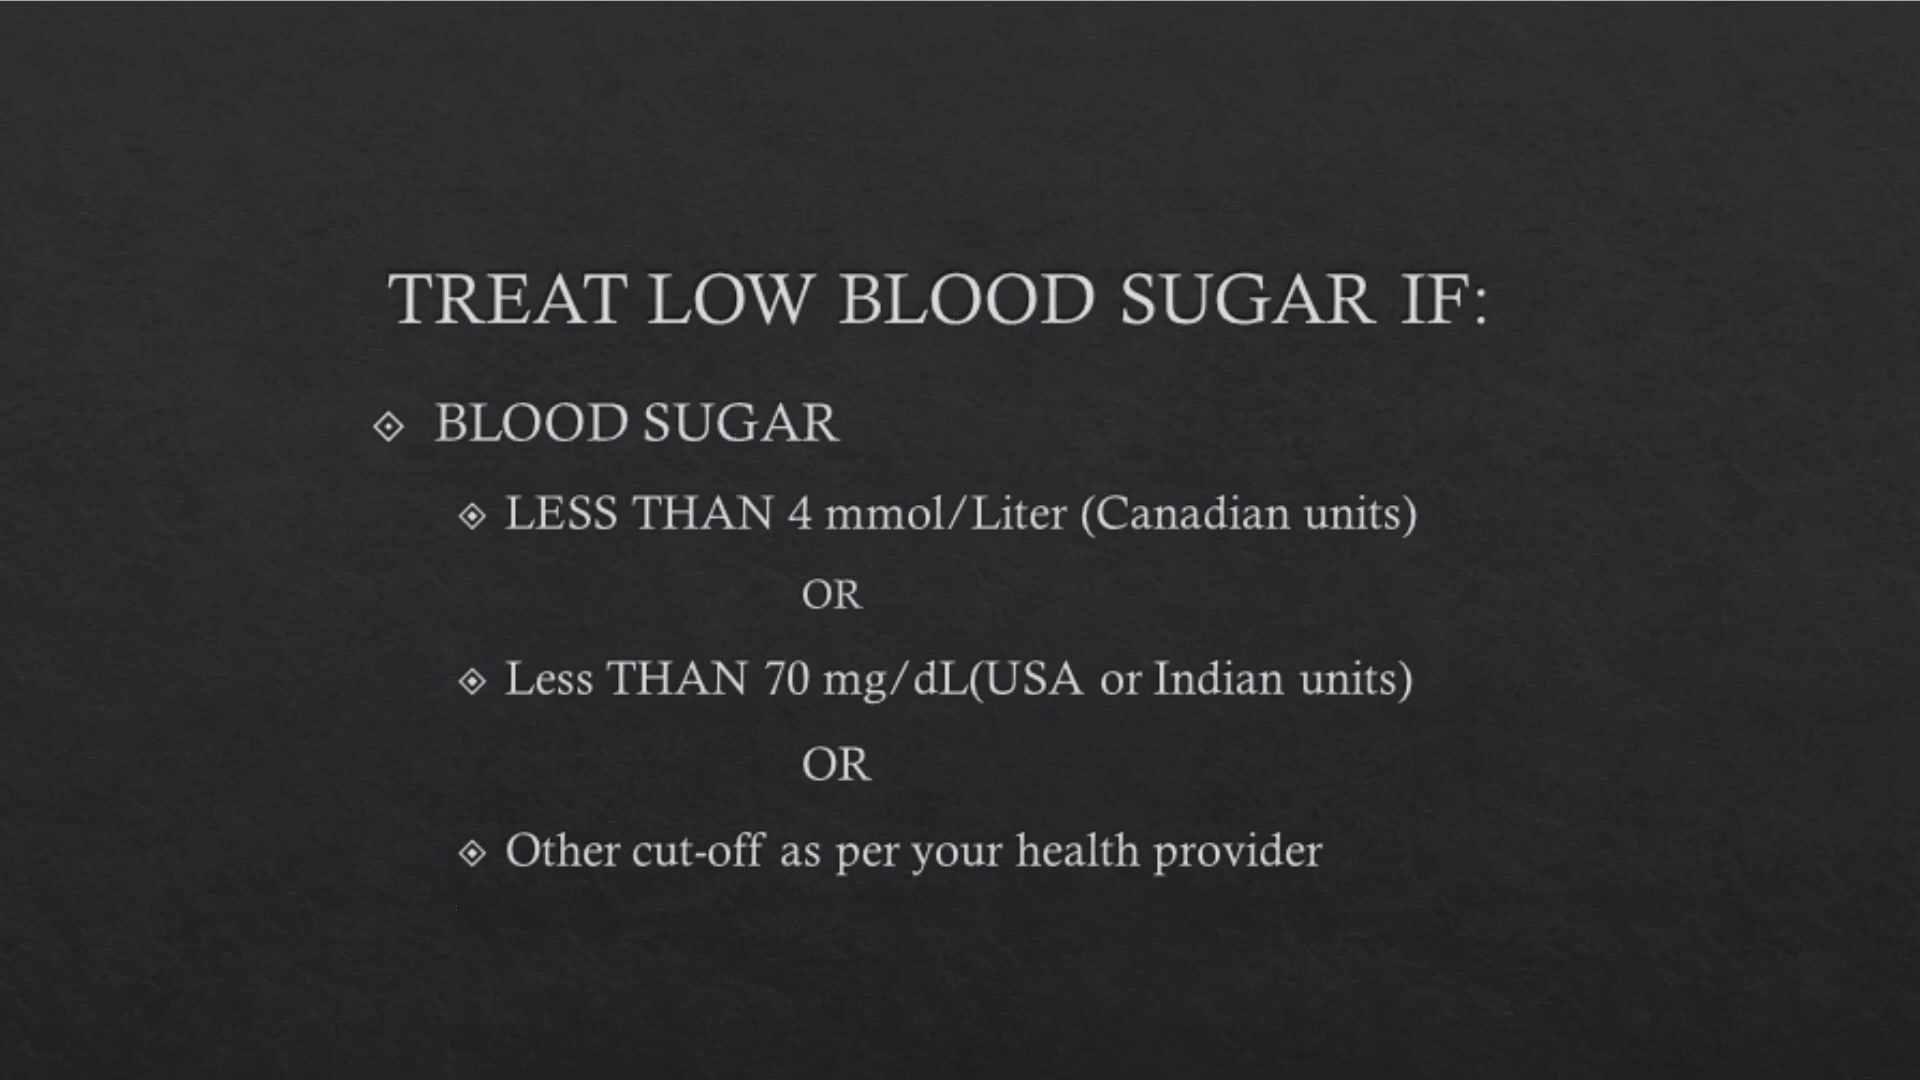 TREAT LOW BLOOD SUGAR IF:
BLOOD SUGAR
LESS THAN 4 mmol/Liter (Canadian units)
OR
Less THAN 70 mg/dL(USA or Indian units)
OR
Other cut-off as per your health provider